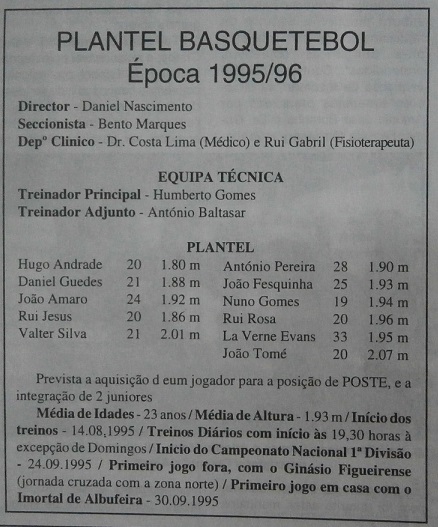 PLANTEL BASQUETEBOL
Época 1995/96
Director - Daniel Nascimento
Seccionista - Bento Marques
Depº Clinico - Dr. Costa Lima (Médico) e Rui Gabril (Fisioterapeuta)
EQUIPA TÉCNICA
Treinador Principal - Humberto Gomes
Treinador Adjunto - António Baltasar
PLANTEL
Hugo Andrade 20 1.80 m
Daniel Guedes 21 1.88 m
João Amaro 24 1.92 m
Rui Jesus 20 1.86 m
Valter Silva 21 2.01 m
António Pereira 28 1.90 m
João Fesquinha 25 1.93 m
Nuno Gomes 19 1.94 m
Rui Rosa 20 1.96 m
La Verne Evans 33 1.95 m
João Tomé 20 2.07 m
Prevista a aquisição d eum jogador para a posição de POSTE, e a
integração de 2 juniores
Média de Idades - 23 anos / Média de Altura - 1.93 m / Início dos
treinos - 14.08,1995 / Treinos Diários com início às 19,30 horas à
excepção de Domingos / Inicio do Campeonato Nacional 1ª Divisão
- 24.09.1995 / Primeiro jogo fora, com o Ginásio Figueirense
(jornada cruzada com a zona norte) / Primeiro jogo em casa com o
Imortal de Albufeira - 30.09.1995